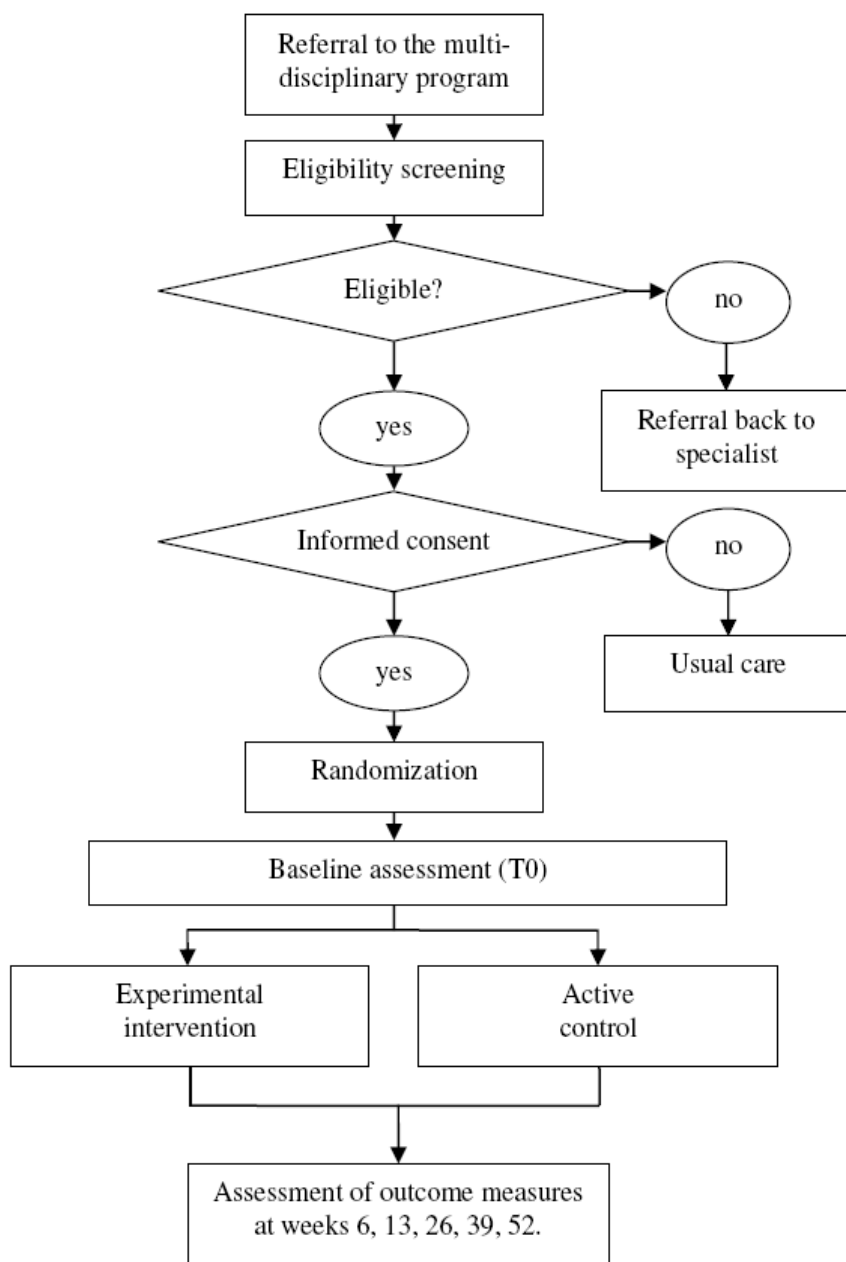 Referral to the multi-
disciplinary program
Eligibility screening
Eligible?
no
yes
Referral back to
specialist
Informed consent
no
yes
Usual care
Randomization
Baseline assessment (T0)
Experimental
intervention
Active
control
Assessment of outcome measures
at weeks 6, 13, 26, 39, 52.